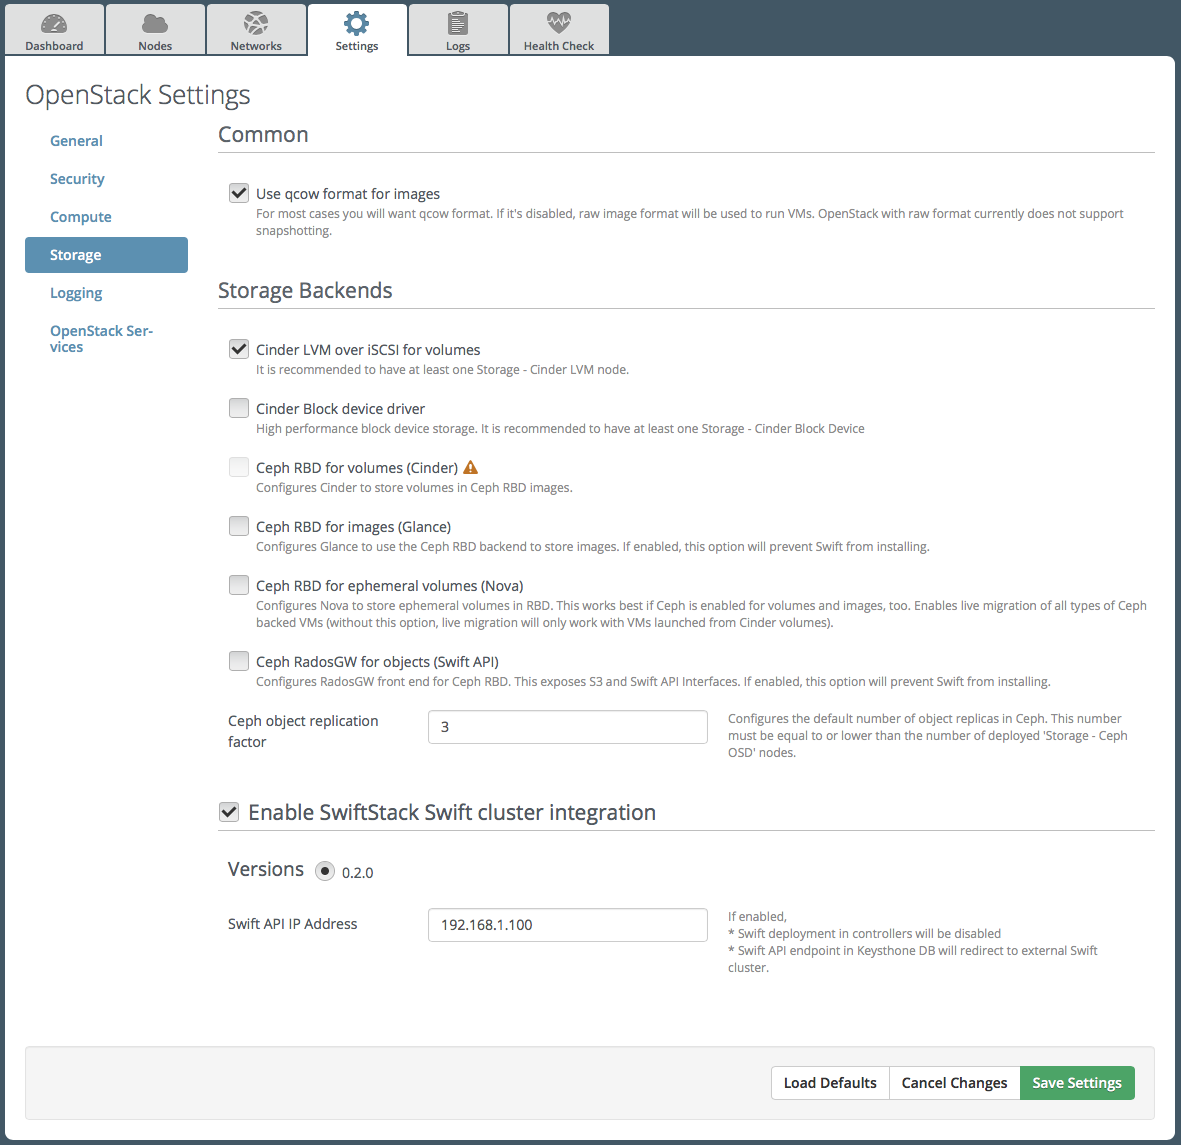 Dashboard
Nodes
Networks
Settings
Logs
Health Check
OpenStack Settings
General
Security
Compute
Storage
Logging
OpenStack Ser-
vices
Common
Use qcow format for images
For most cases you will want qcow format. If it's disabled, raw image format will be used to run VMs. OpenStack with raw format currently does not support
snapshotting.
Storage Backends
Cinder LVM over iSCSI for volumes
It is recommended to have at least one Storage - Cinder LVM node.
Cinder Block device driver
High performance block device storage. It is recommended to have at least one Storage - Cinder Block Device
Ceph RBD for volumes (Cinder)
Configures Cinder to store volumes in Ceph RBD images.
Ceph RBD for images (Glance)
Configures Glance to use the Ceph RBD backend to store images. If enabled, this option will prevent Swift from installing.
Ceph RBD for ephemeral volumes (Nova)
Configures Nova to store ephemeral volumes in RBD. This works best if Ceph is enabled for volumes and images, too. Enables live migration of all types of Ceph
backed VMs (without this option, live migration will only work with VMs launched from Cinder volumes).
Ceph RadosGW for objects (Swift API)
Configures RadosGW front end for Ceph RBD. This exposes S3 and Swift API Interfaces. If enabled, this option will prevent Swift from installing.
Ceph object replication
factor
3
Configures the default number of object replicas in Ceph. This number
must be equal to or lower than the number of deployed 'Storage - Ceph
OSD' nodes.
Enable SwiftStack Swift cluster integration
Versions 0.2.0
Swift API IP Address
192.168.1.100
If enabled,
* Swift deployment in controllers will be disabled
* Swift API endpoint in Keysthone DB will redirect to external Swift
cluster.
Load Defaults
Cancel Changes
Save Settings